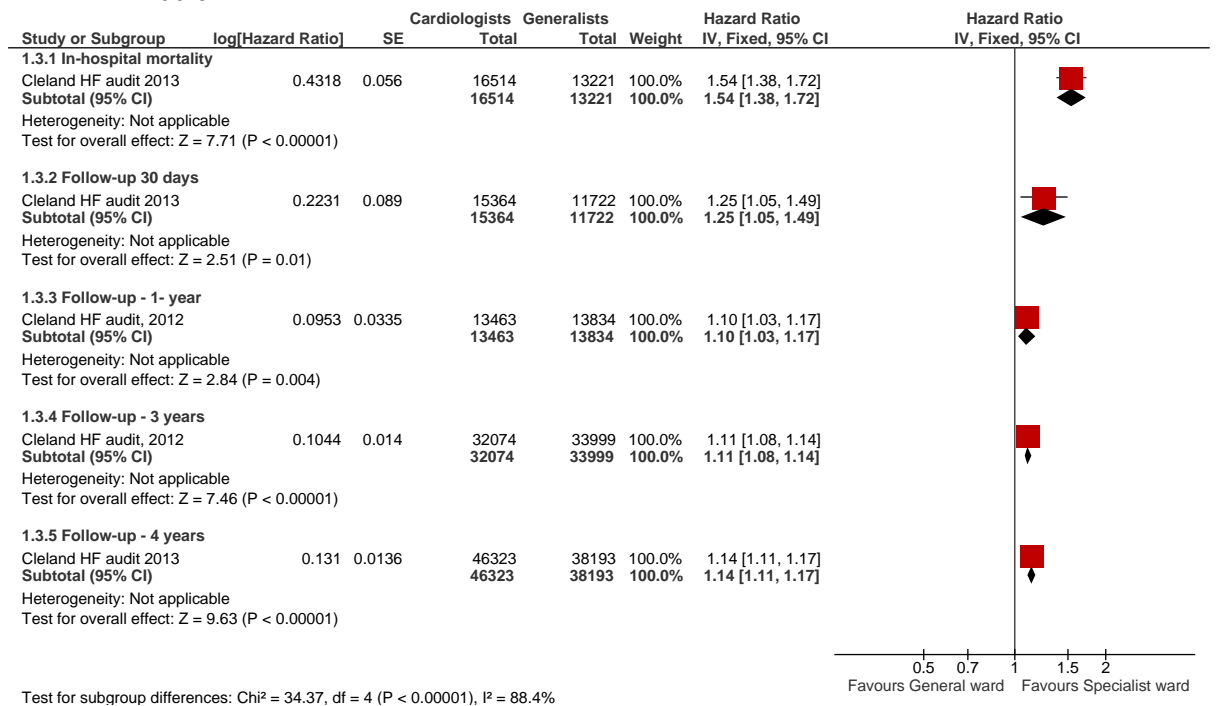 Cardiologists Generalists Hazard Ratio Hazard Ratio
Study or Subgroup log[Hazard Ratio] SE Total Total Weight IV, Fixed, 95% CI IV, Fixed, 95% CI
1.3.1 In-hospital mortality
Cleland HF audit 2013 0.4318 0.056 16514 13221 100.0% 1.54 [1.38, 1.72]
Subtotal (95% CI) 16514 13221 100.0% 1.54 [1.38, 1.72]
Heterogeneity: Not applicable
Test for overall effect: Z = 7.71 (P < 0.00001)
1.3.2 Follow-up 30 days
Cleland HF audit 2013 0.2231 0.089 15364 11722 100.0% 1.25 [1.05, 1.49]
Subtotal (95% CI) 15364 11722 100.0% 1.25 [1.05, 1.49]
Heterogeneity: Not applicable
Test for overall effect: Z = 2.51 (P = 0.01)
1.3.3 Follow-up - 1- year
Cleland HF audit, 2012 0.0953 0.0335 13463 13834 100.0% 1.10 [1.03, 1.17]
Subtotal (95% CI) 13463 13834 100.0% 1.10 [1.03, 1.17]
Heterogeneity: Not applicable
Test for overall effect: Z = 2.84 (P = 0.004)
1.3.4 Follow-up - 3 years
Cleland HF audit, 2012 0.1044 0.014 32074 33999 100.0% 1.11 [1.08, 1.14]
Subtotal (95% CI) 32074 33999 100.0% 1.11 [1.08, 1.14]
Heterogeneity: Not applicable
Test for overall effect: Z = 7.46 (P < 0.00001)
1.3.5 Follow-up - 4 years
Cleland HF audit 2013 0.131 0.0136 46323 38193 100.0% 1.14 [1.11, 1.17]
Subtotal (95% CI) 46323 38193 100.0% 1.14 [1.11, 1.17]
Heterogeneity: Not applicable
Test for overall effect: Z = 9.63 (P < 0.00001)
0.5 0.7 1 1.5 2
Favours General ward Favours Specialist ward
Test for subgroup differences: Chi² = 34.37, df = 4 (P < 0.00001), I² = 88.4%